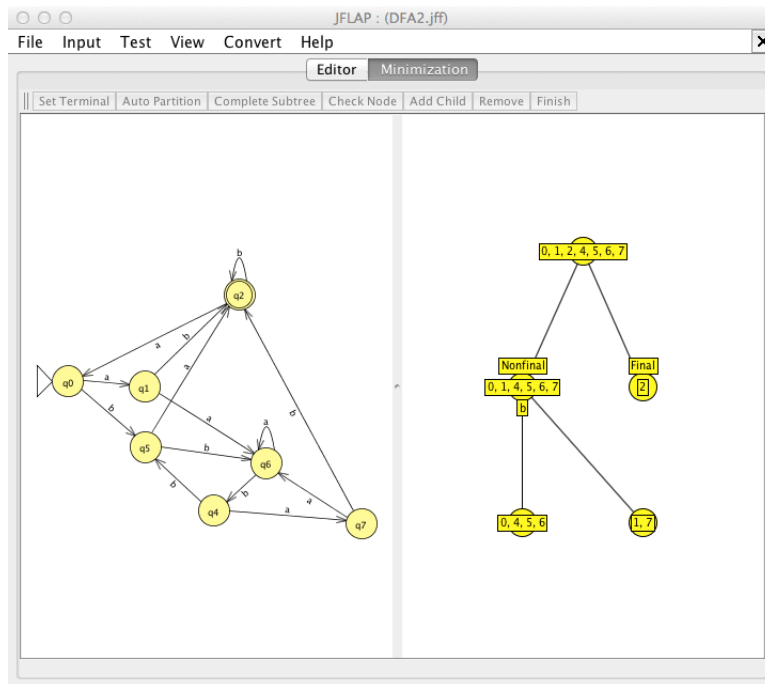 JFLAP : (DFA2.jff)
File Input Test View Convert Help
Editor Minimization
Set Terminal Auto Partition Complete Subtree Check Node Add Child Remove Finish
b
q2
a
b
q0
a
q1
a
b
a
q5
b
a
q6
b
b
b
q4
a
a
q7
0, 1, 2, 4, 5, 6, 7
Nonfinal
Final
0, 1, 4, 5, 6, 7
2
b
0, 4, 5, 6
1, 7